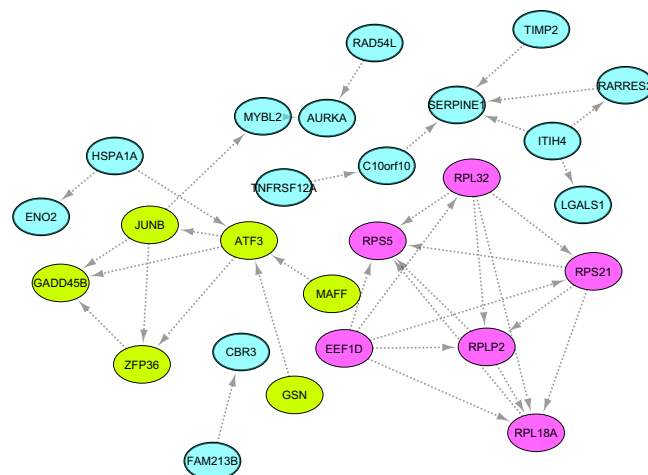 TIMP2
RAD54L
RARRES2
SERPINE1
MYBL2
AURKA
ITIH4
HSPA1A
C10orf10
RPL32
TNFRSF12A
LGALS1
ENO2
JUNB
ATF3
RPS5
RPS21
GADD45B
MAFF
EEF1D
RPLP2
CBR3
ZFP36
GSN
RPL18A
FAM213B